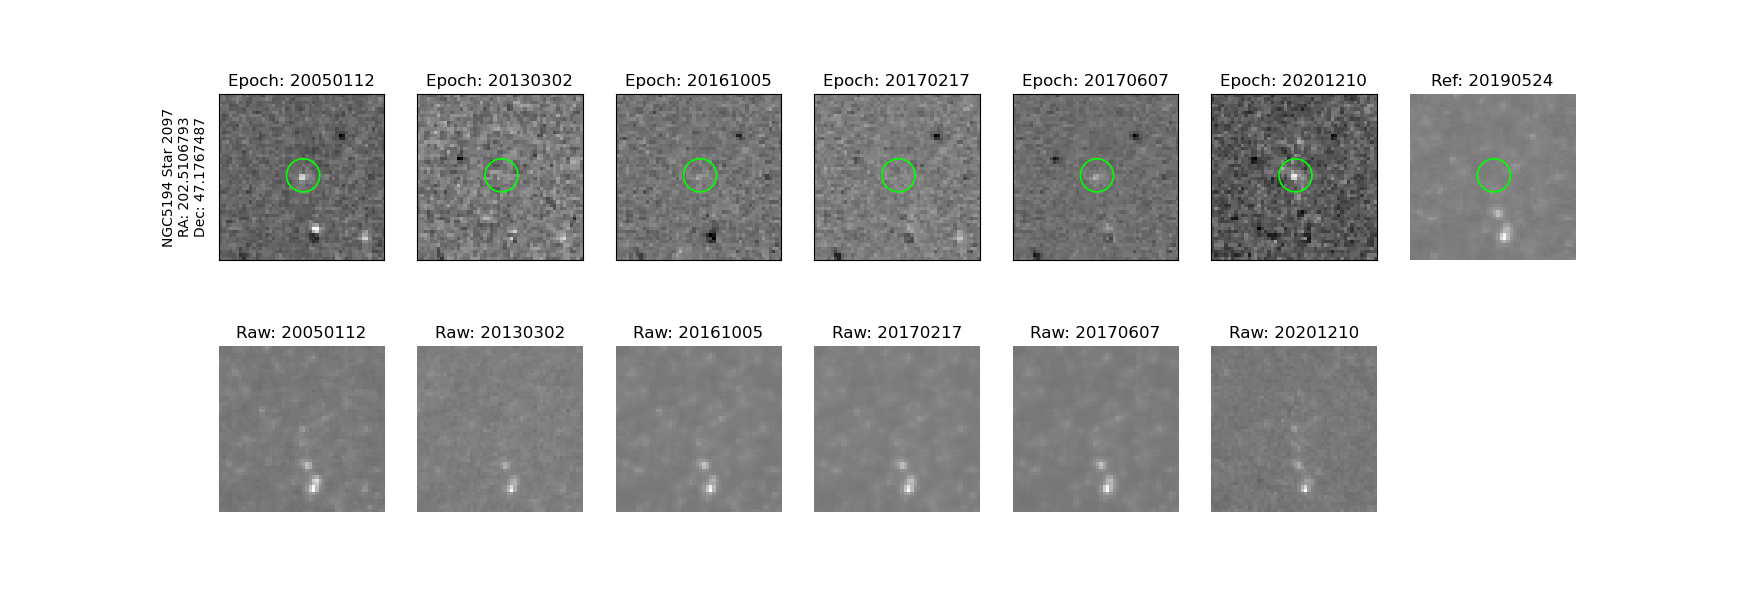 NGC5194 Star 2097
RA: 202.5106793
Dec: 47.1767487
Epoch: 20050112
Epoch: 20130302
Epoch: 20161005
Epoch: 20170217
Epoch: 20170607
Epoch: 20201210
Ref: 20190524
Raw: 20050112
Raw: 20130302
Raw: 20161005
Raw: 20170217
Raw: 20170607
Raw: 20201210